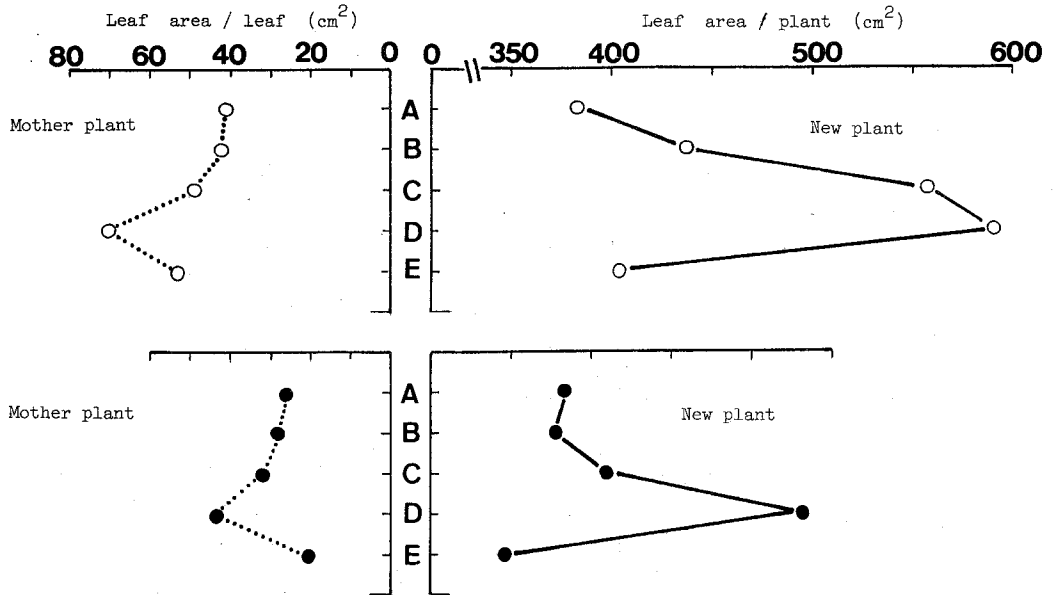 Leaf area / leaf (cm2) Leaf area / plant (cm2)
80 60 40 20 0 0 350 400 500 600
Mother plant A New plant
B
C
D
E
Mother plant A New plant
B
C
D
E